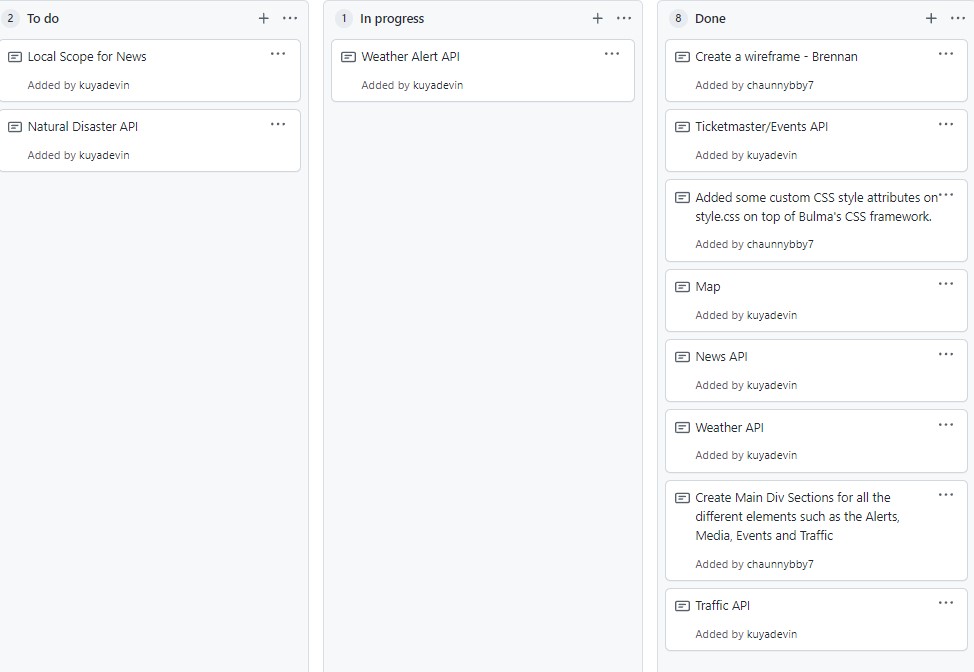 2 To do
Local Scope for News
Added by kuyadevin
Natural Disaster API
Added by kuyadevin
1 In progress
Weather Alert API
Added by kuyadevin
8 Done
Create a wireframe - Brennan
Added by chaunnybby7
Ticketmaster/Events API
Added by kuyadevin
Added some custom CSS style attributes on
style.css on top of Bulma's CSS framework.
Added by chaunnybby7
Map
Added by kuyadevin
News API
Added by kuyadevin
Weather API
Added by kuyadevin
Create Main Div Sections for all the
different elements such as the Alerts,
Media, Events and Traffic
Added by chaunnybby7
Traffic API
Added by kuyadevin